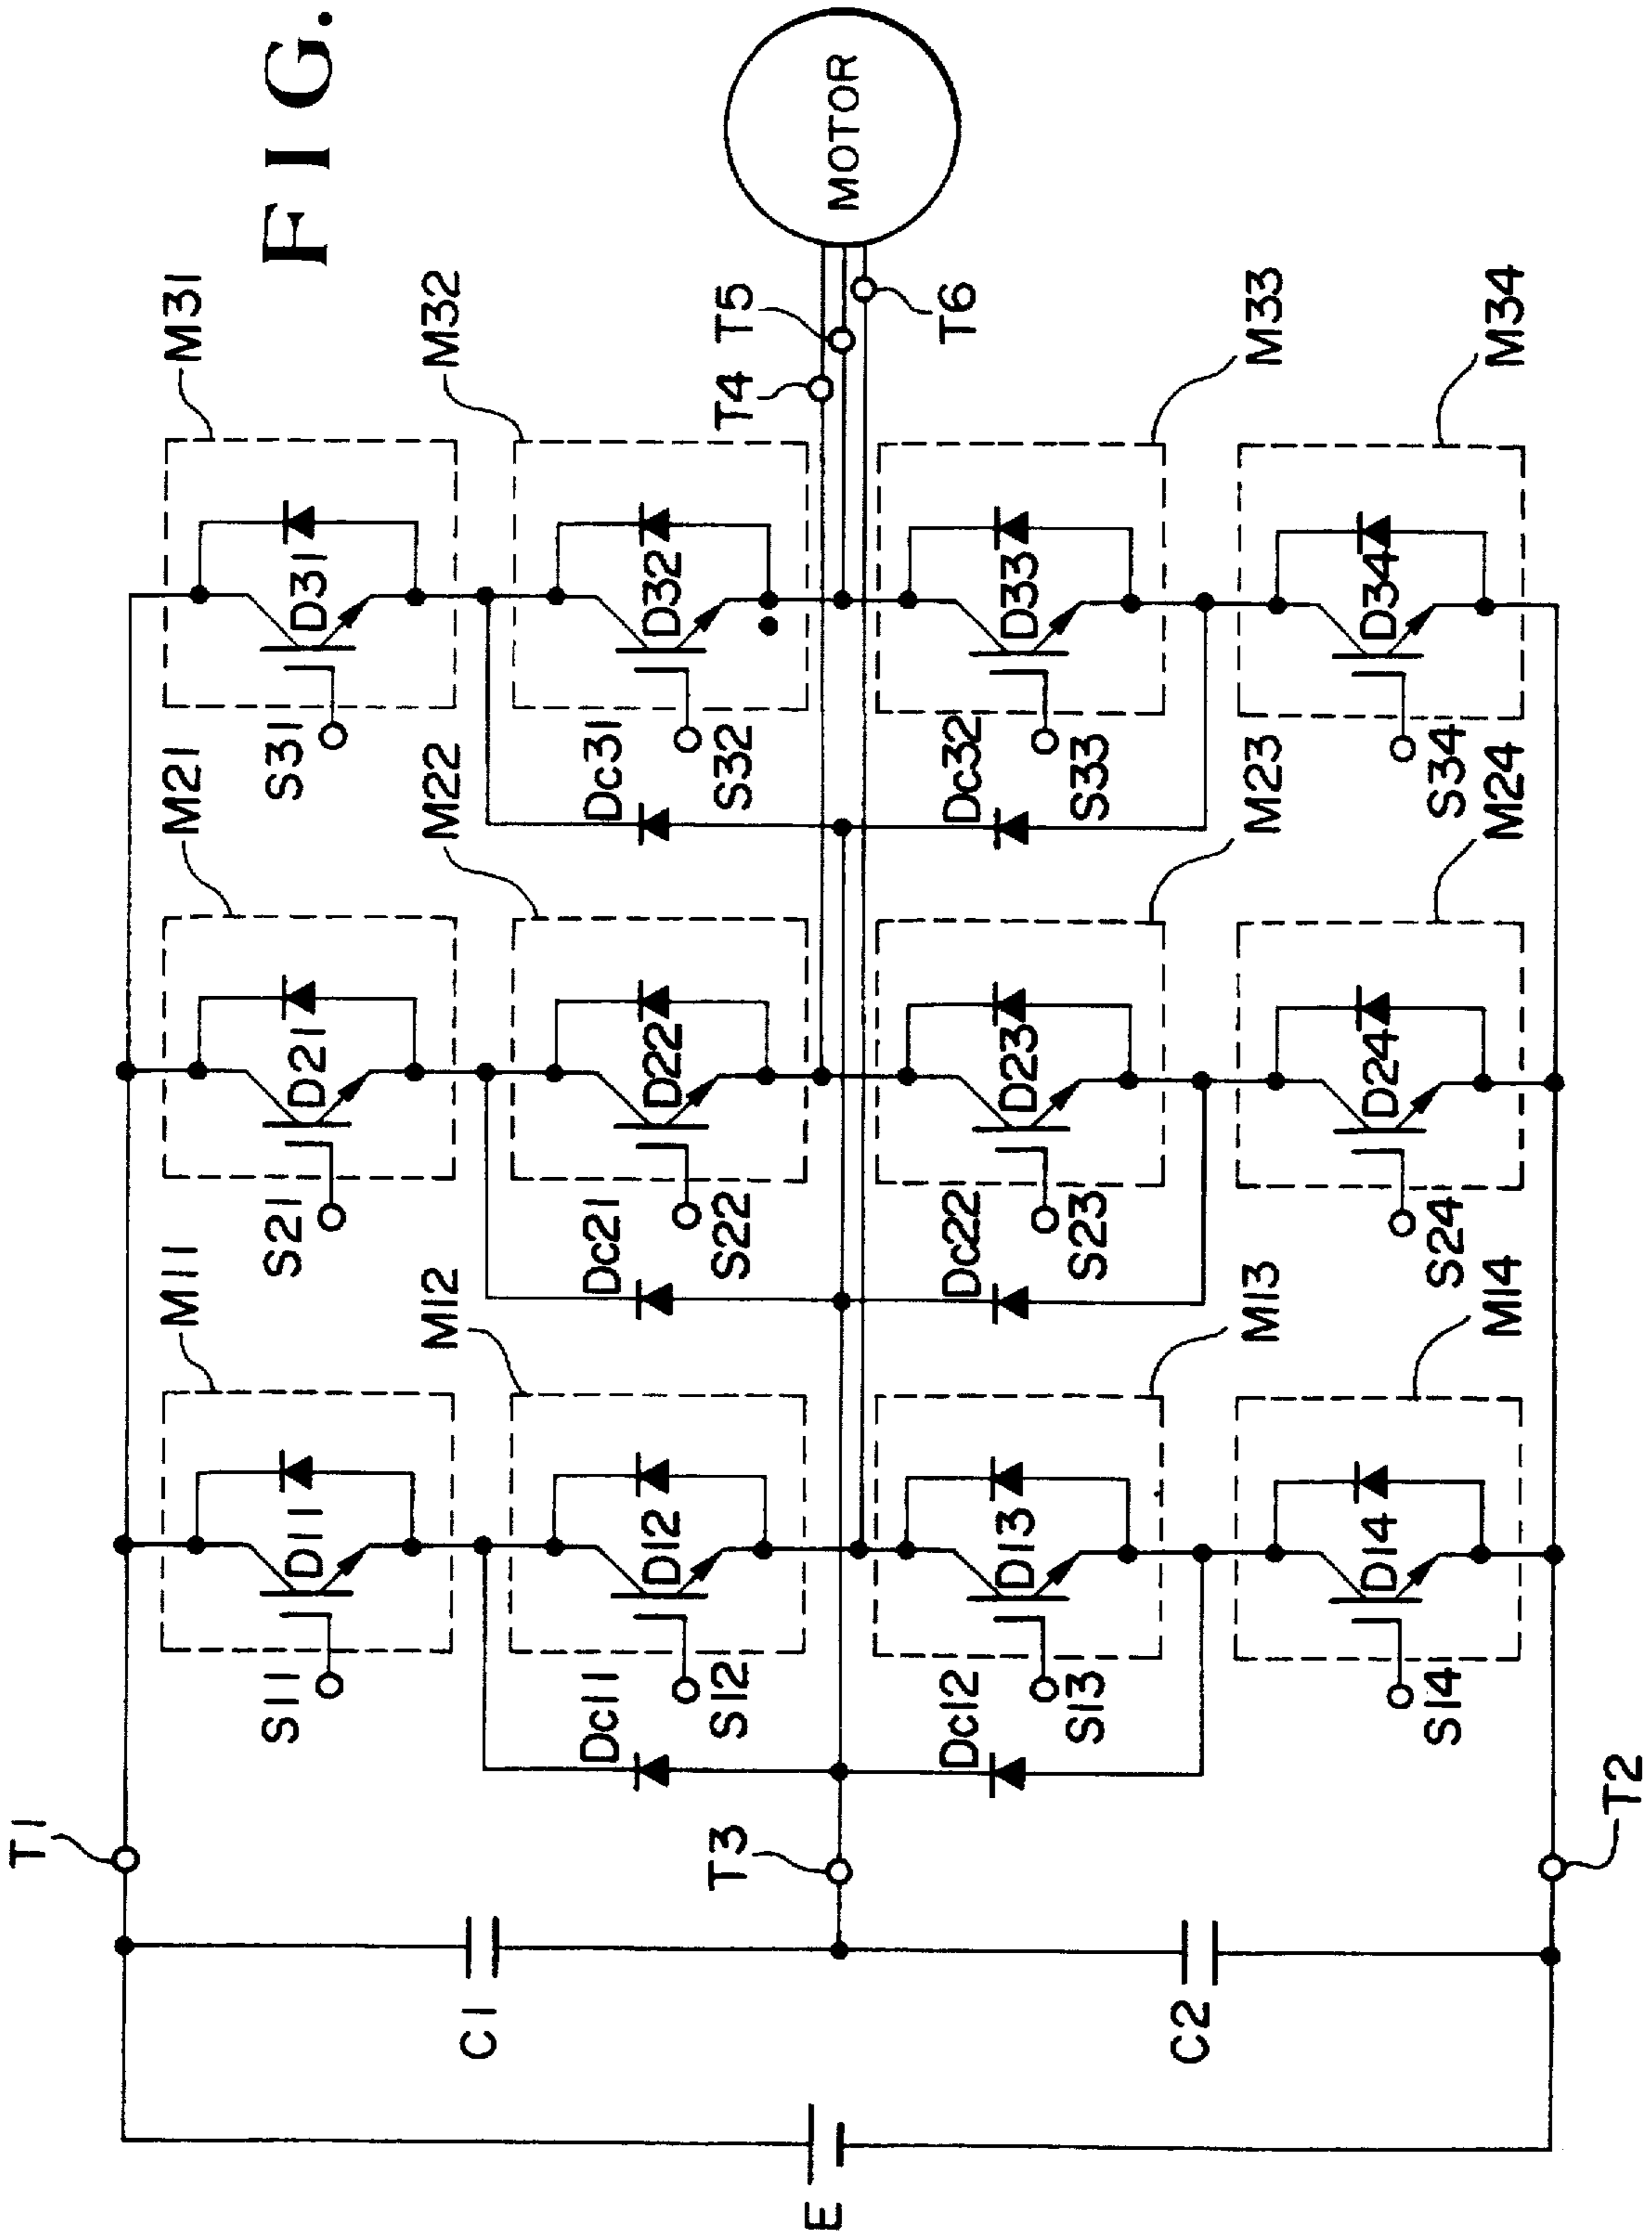 FIG.
T1
M11
M21
M31
S11
D11
S21
D21
S31
D31
C1
M12
M22
M32
Dc11
S12
D12
Dc21
S22
D22
Dc31
S32
D32
E
T3
T4
T5
MOTOR
T6
Dc12
S13
D13
M13
Dc22
S23
D23
M23
Dc32
S33
D33
M33
C2
S14
D14
M14
S24
D24
M24
S34
D34
M34
T2